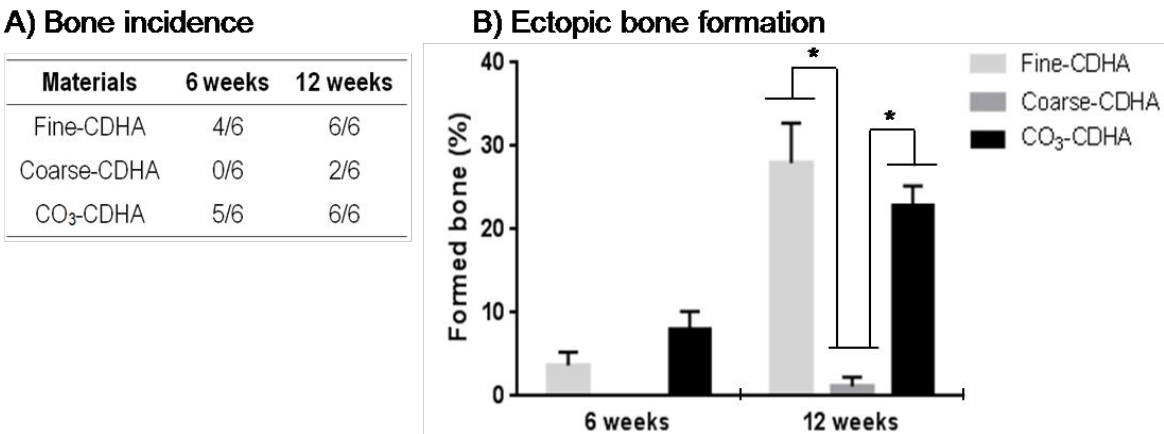 A) Bone incidence
Materials 6 weeks 12 weeks
Fine-CDHA 4/6 6/6
Coarse-CDHA 0/6 2/6
CO₃-CDHA 5/6 6/6
B) Ectopic bone formation
Formed bone (%)
40
30
20
10
0
6 weeks 12 weeks
*
*
Fine-CDHA
Coarse-CDHA
CO₃-CDHA